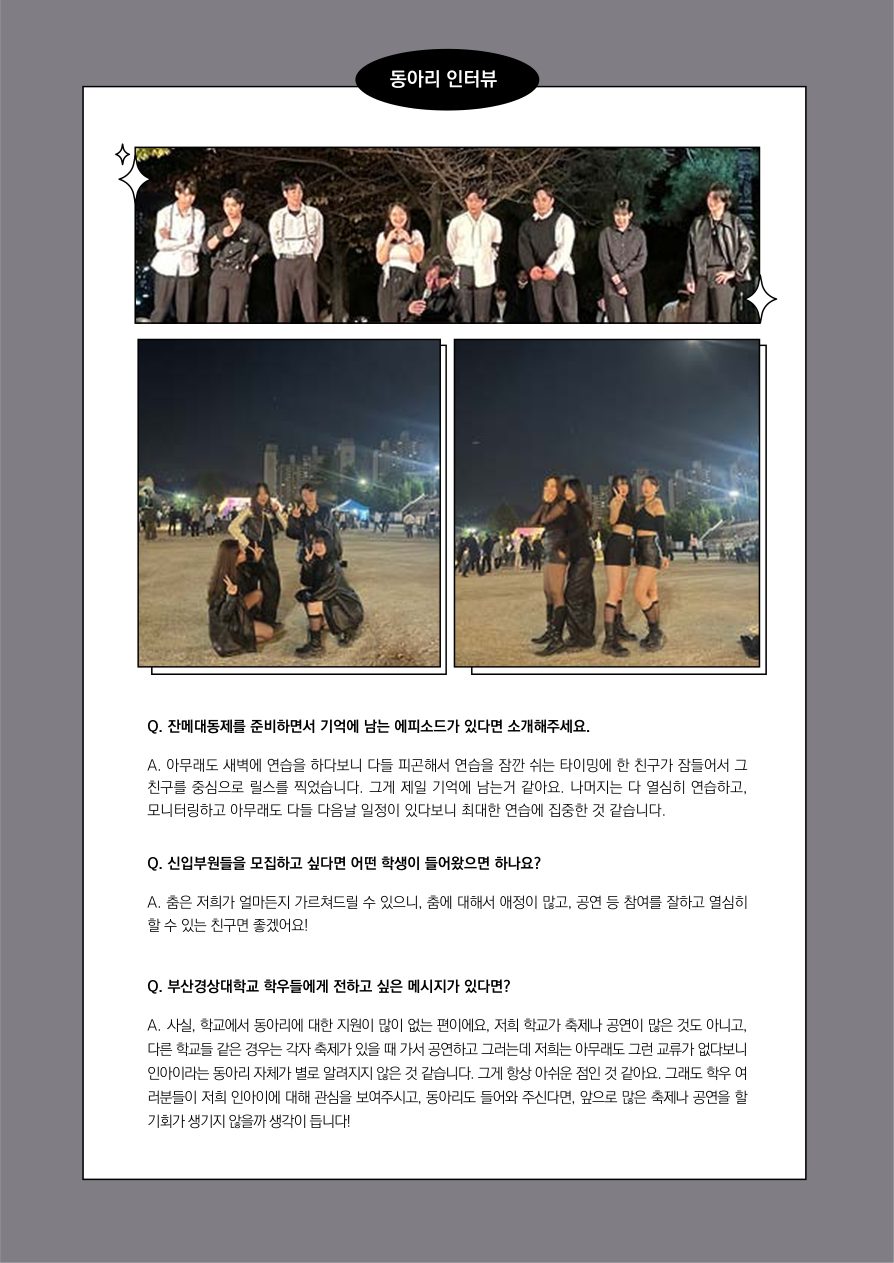 동아리 인터뷰
Q. 잔메대동제를 준비하면서 기억에 남는 에피소드가 있다면 소개해주세요.
A. 아무래도 새벽에 연습을 하다보니 다들 피곤해서 연습을 잠깐 쉬는 타이밍에 한 친구가 잠들어서 그
친구를 중심으로 릴스를 찍었습니다. 그게 제일 기억에 남는거 같아요. 나머지는 다 열심히 연습하고,
모니터링하고 아무래도 다들 다음날 일정이 있다보니 최대한 연습에 집중한 것 같습니다.
Q. 신입부원들을 모집하고 싶다면 어떤 학생이 들어왔으면 하나요?
A. 춤은 저희가 얼마든지 가르쳐드릴 수 있으니, 춤에 대해서 애정이 많고, 공연 등 참여를 잘하고 열심히
할 수 있는 친구면 좋겠어요!
Q. 부산경상대학교 학우들에게 전하고 싶은 메시지가 있다면?
A. 사실, 학교에서 동아리에 대한 지원이 많이 없는 편이에요, 저희 학교가 축제나 공연이 많은 것도 아니고,
다른 학교들 같은 경우는 각자 축제가 있을 때 가서 공연하고 그러는데 저희는 아무래도 그런 교류가 없다보니
인아이라는 동아리 자체가 별로 알려지지 않은 것 같습니다. 그게 항상 아쉬운 점인 것 같아요. 그래도 학우 여
러분들이 저희 인아이에 대해 관심을 보여주시고, 동아리도 들어와 주신다면, 앞으로 많은 축제나 공연을 할
기회가 생기지 않을까 생각이 듭니다!